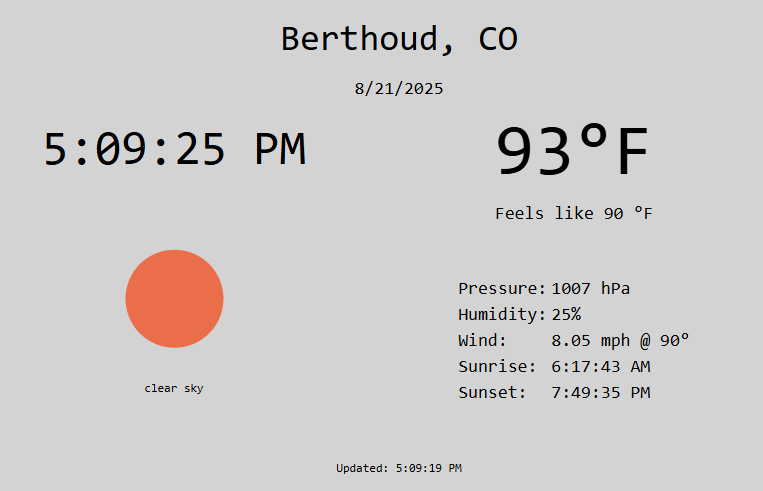 Berthoud, CO
8/21/2025
5:09:25 PM
93°F
Feels like 90 °F
clear sky
Pressure: 1007 hPa
Humidity: 25%
Wind: 8.05 mph @ 90°
Sunrise: 6:17:43 AM
Sunset: 7:49:35 PM
Updated: 5:09:19 PM